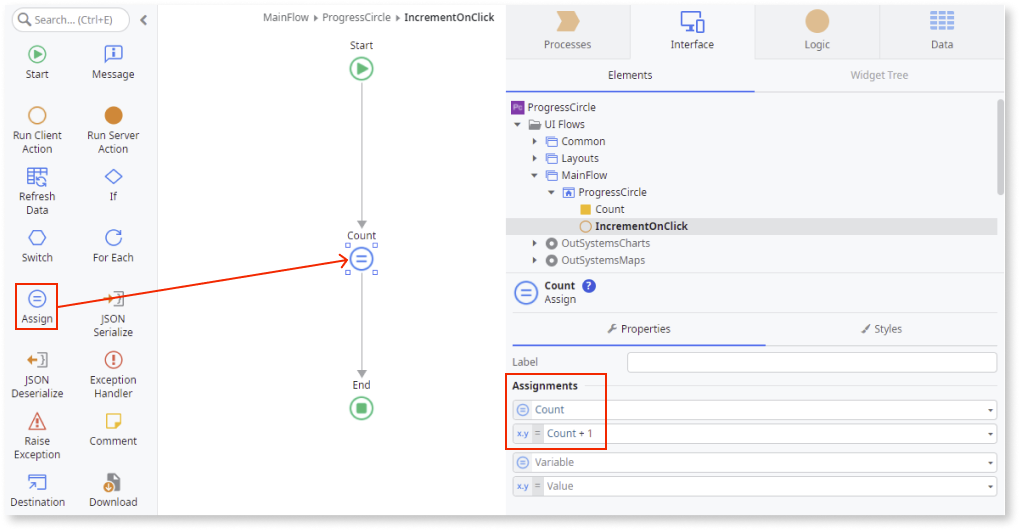 Search... (Ctrl+E)
Start
Message
Run Client
Action
Run Server
Action
Refresh
Data
If
Switch
For Each
Assign
JSON
Serialize
JSON
Deserialize
Exception
Handler
Raise
Exception
Comment
Destination
Download
MainFlow ▸ ProgressCircle ▸ IncrementOnClick
Start
Count
End
Processes
Interface
Logic
Data
Elements
Widget Tree
Pc ProgressCircle
UI Flows
Common
Layouts
MainFlow
ProgressCircle
Count
IncrementOnClick
OutSystemsCharts
OutSystemsMaps
Count ?
Assign
Properties
Styles
Label
Assignments
Count
x.y = Count + 1
Variable
x.y = Value